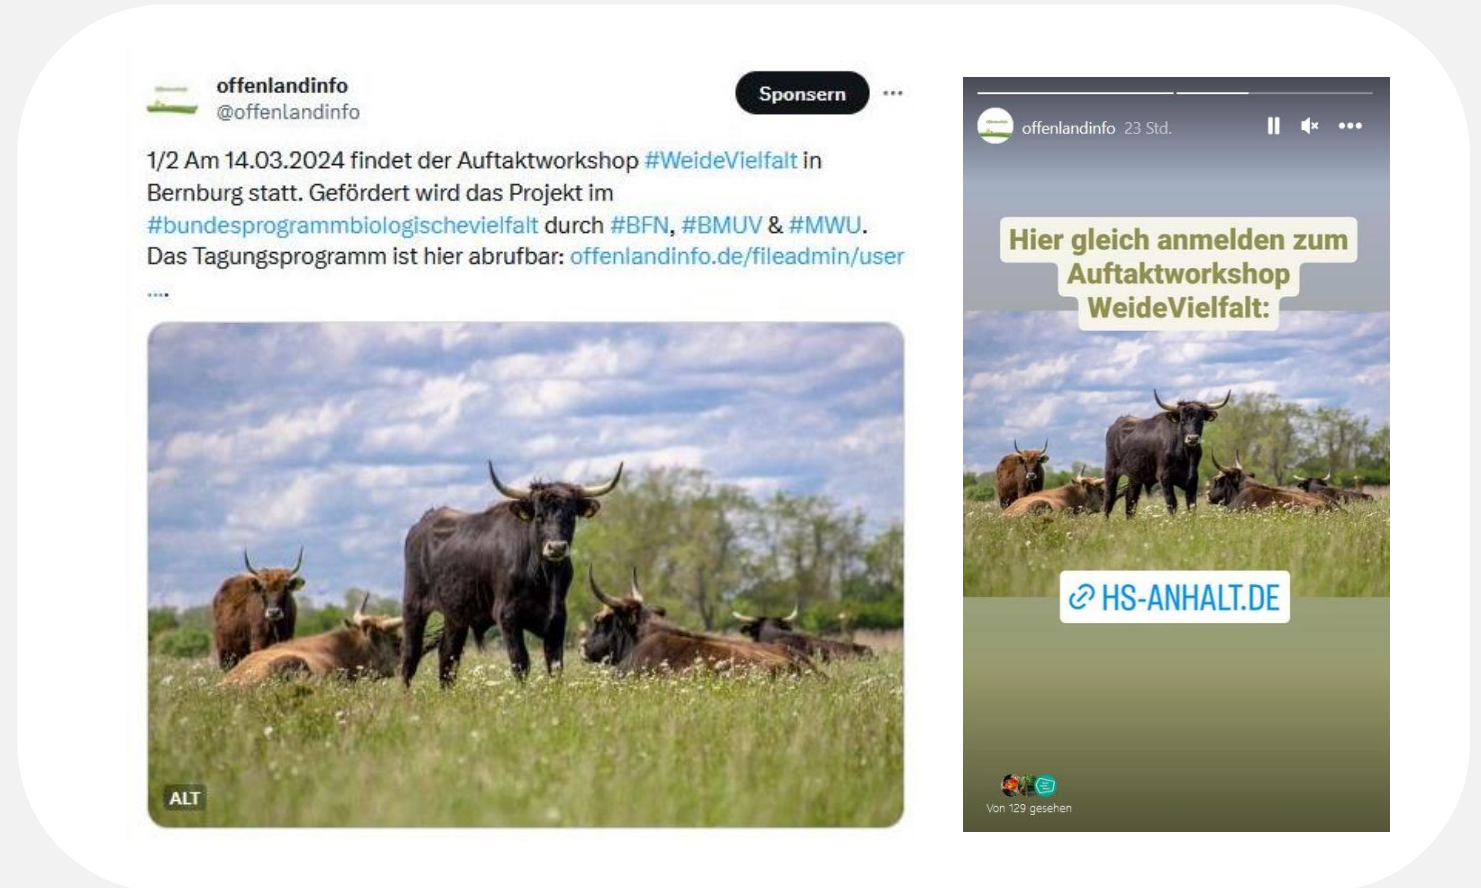 offenlandinfo
@offenlandinfo
Sponsern
1/2 Am 14.03.2024 findet der Auftaktworkshop #WeideVielfalt in
Bernburg statt. Gefördert wird das Projekt im
#bundesprogrammbiologischevielfalt durch #BFN, #BMUV & #MWU.
Das Tagungsprogramm ist hier abrufbar: offenlandinfo.de/fileadmin/user
….
ALT
offenlandinfo 23 Std.
Hier gleich anmelden zum
Auftaktworkshop
WeideVielfalt:
HS-ANHALT.DE
Von 129 gesehen